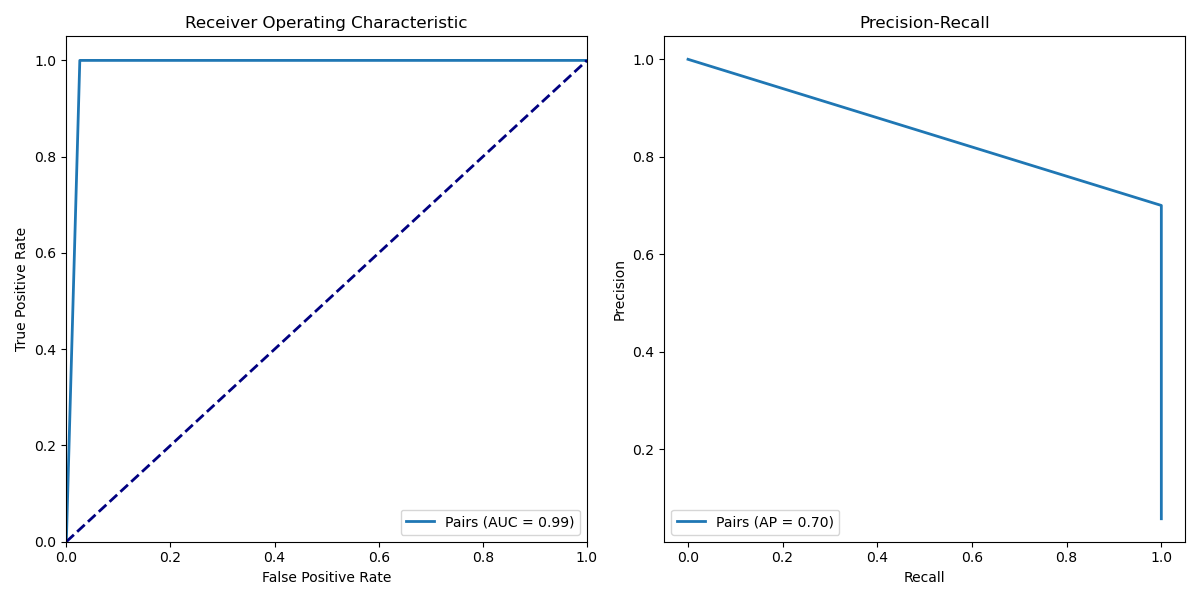 Receiver Operating Characteristic
1.0
0.8
0.6
0.4
0.2
0.0
True Positive Rate
0.0 0.2 0.4 0.6 0.8 1.0
False Positive Rate
Pairs (AUC = 0.99)
Precision-Recall
1.0
0.8
0.6
0.4
0.2
Precision
0.0 0.2 0.4 0.6 0.8 1.0
Recall
Pairs (AP = 0.70)